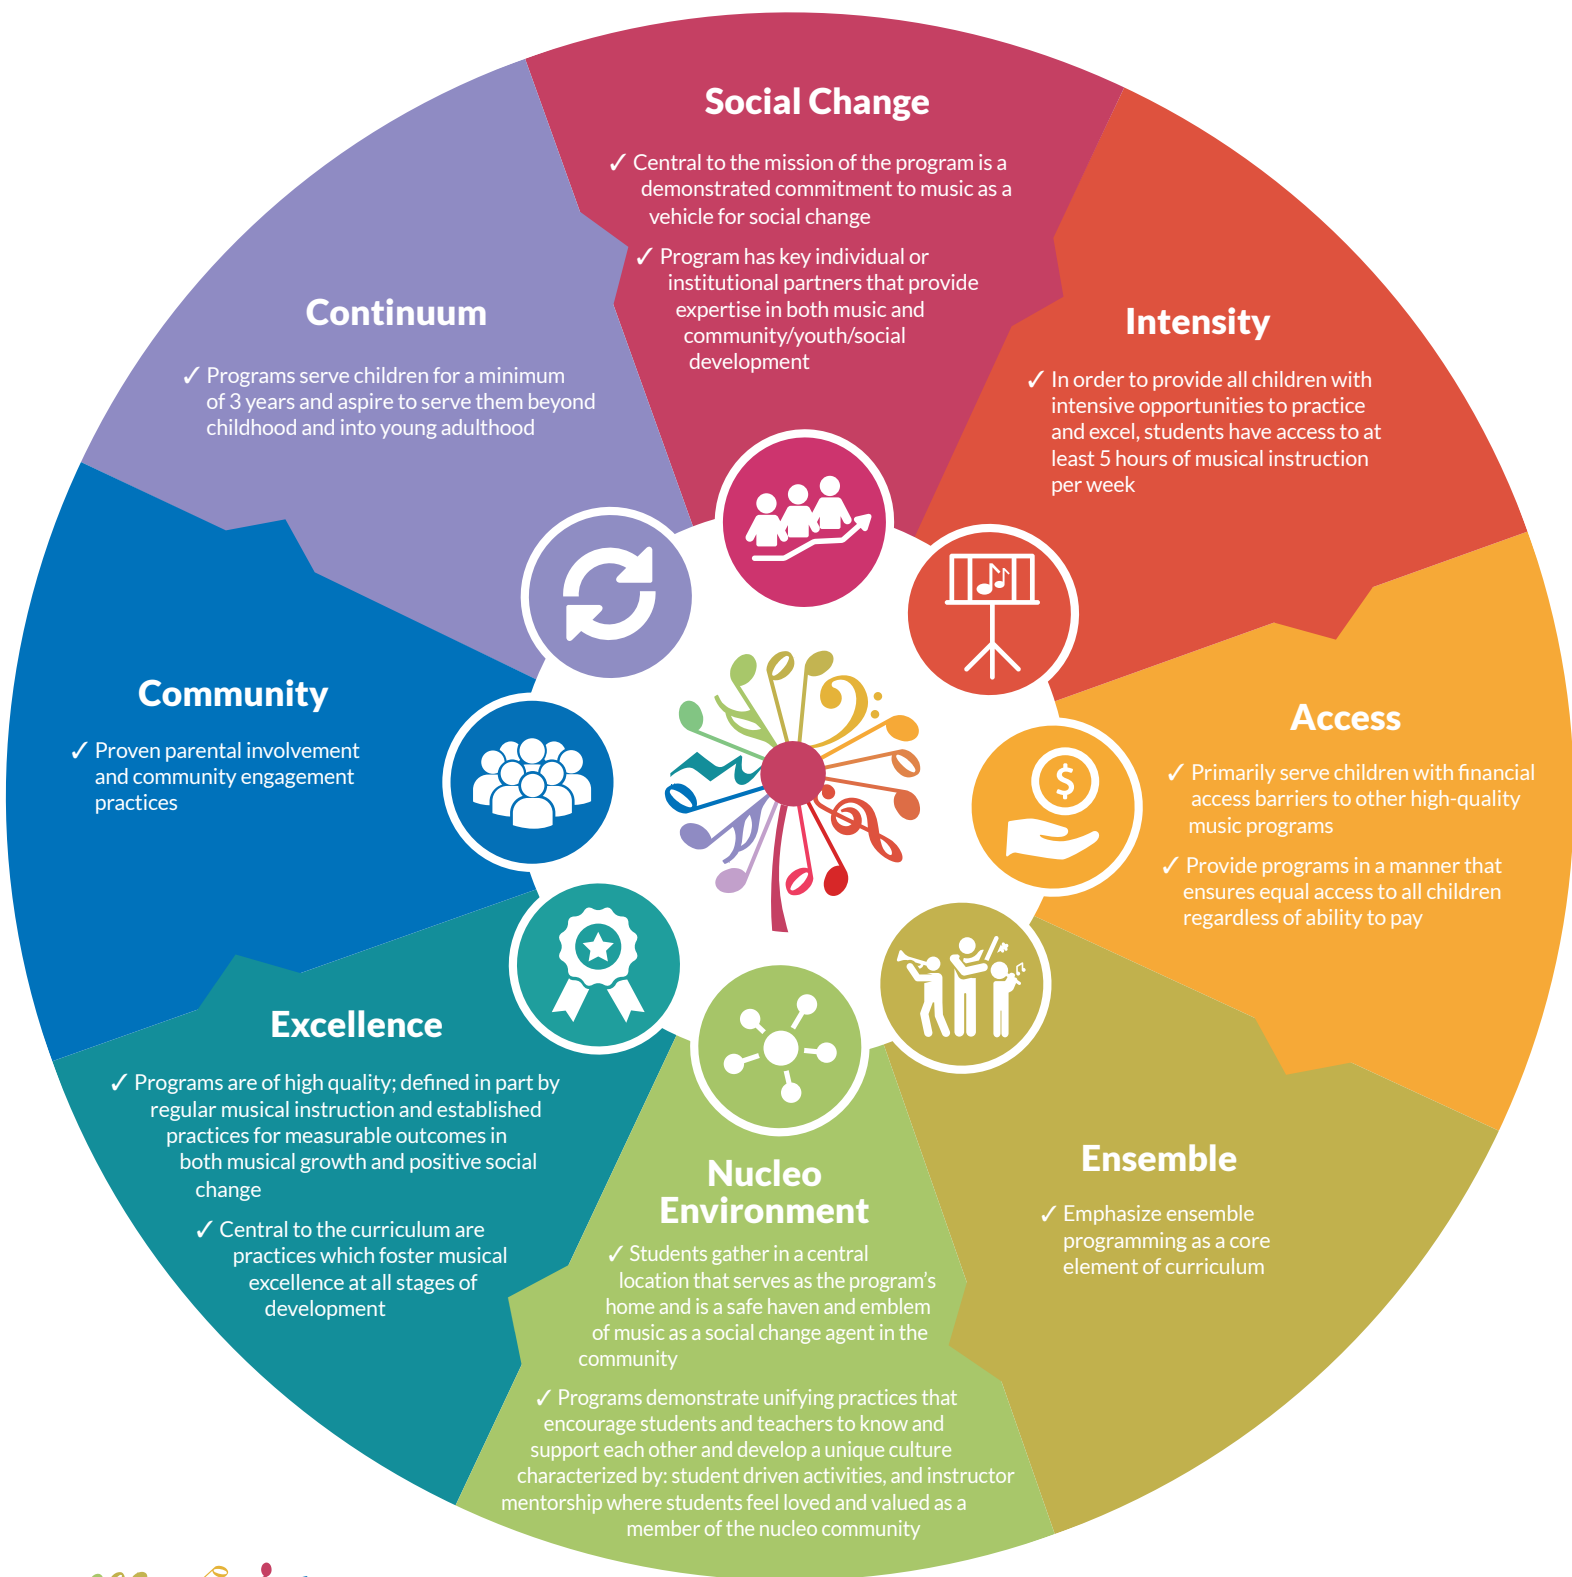 Social Change
✓ Central to the mission of the program is a
demonstrated commitment to music as a
vehicle for social change
✓ Program has key individual or
institutional partners that provide
expertise in both music and
community/youth/social
development
Intensity
✓ In order to provide all children with
intensive opportunities to practice
and excel, students have access to at
least 5 hours of musical instruction
per week
Access
✓ Primarily serve children with financial
access barriers to other high-quality
music programs
✓ Provide programs in a manner that
ensures equal access to all children
regardless of ability to pay
$
Ensemble
✓ Emphasize ensemble
programming as a core
element of curriculum
Nucleo
Environment
✓ Students gather in a central
location that serves as the program's
home and is a safe haven and emblem
of music as a social change agent in the
community
✓ Programs demonstrate unifying practices that
encourage students and teachers to know and
support each other and develop a unique culture
characterized by: student driven activities, and instructor
mentorship where students feel loved and valued as a
member of the nucleo community
Excellence
✓ Programs are of high quality; defined in part by
regular musical instruction and established
practices for measurable outcomes in
both musical growth and positive social
change
✓ Central to the curriculum are
practices which foster musical
excellence at all stages of
development
Community
✓ Proven parental involvement
and community engagement
practices
Continuum
✓ Programs serve children for a minimum
of 3 years and aspire to serve them beyond
childhood and into young adulthood